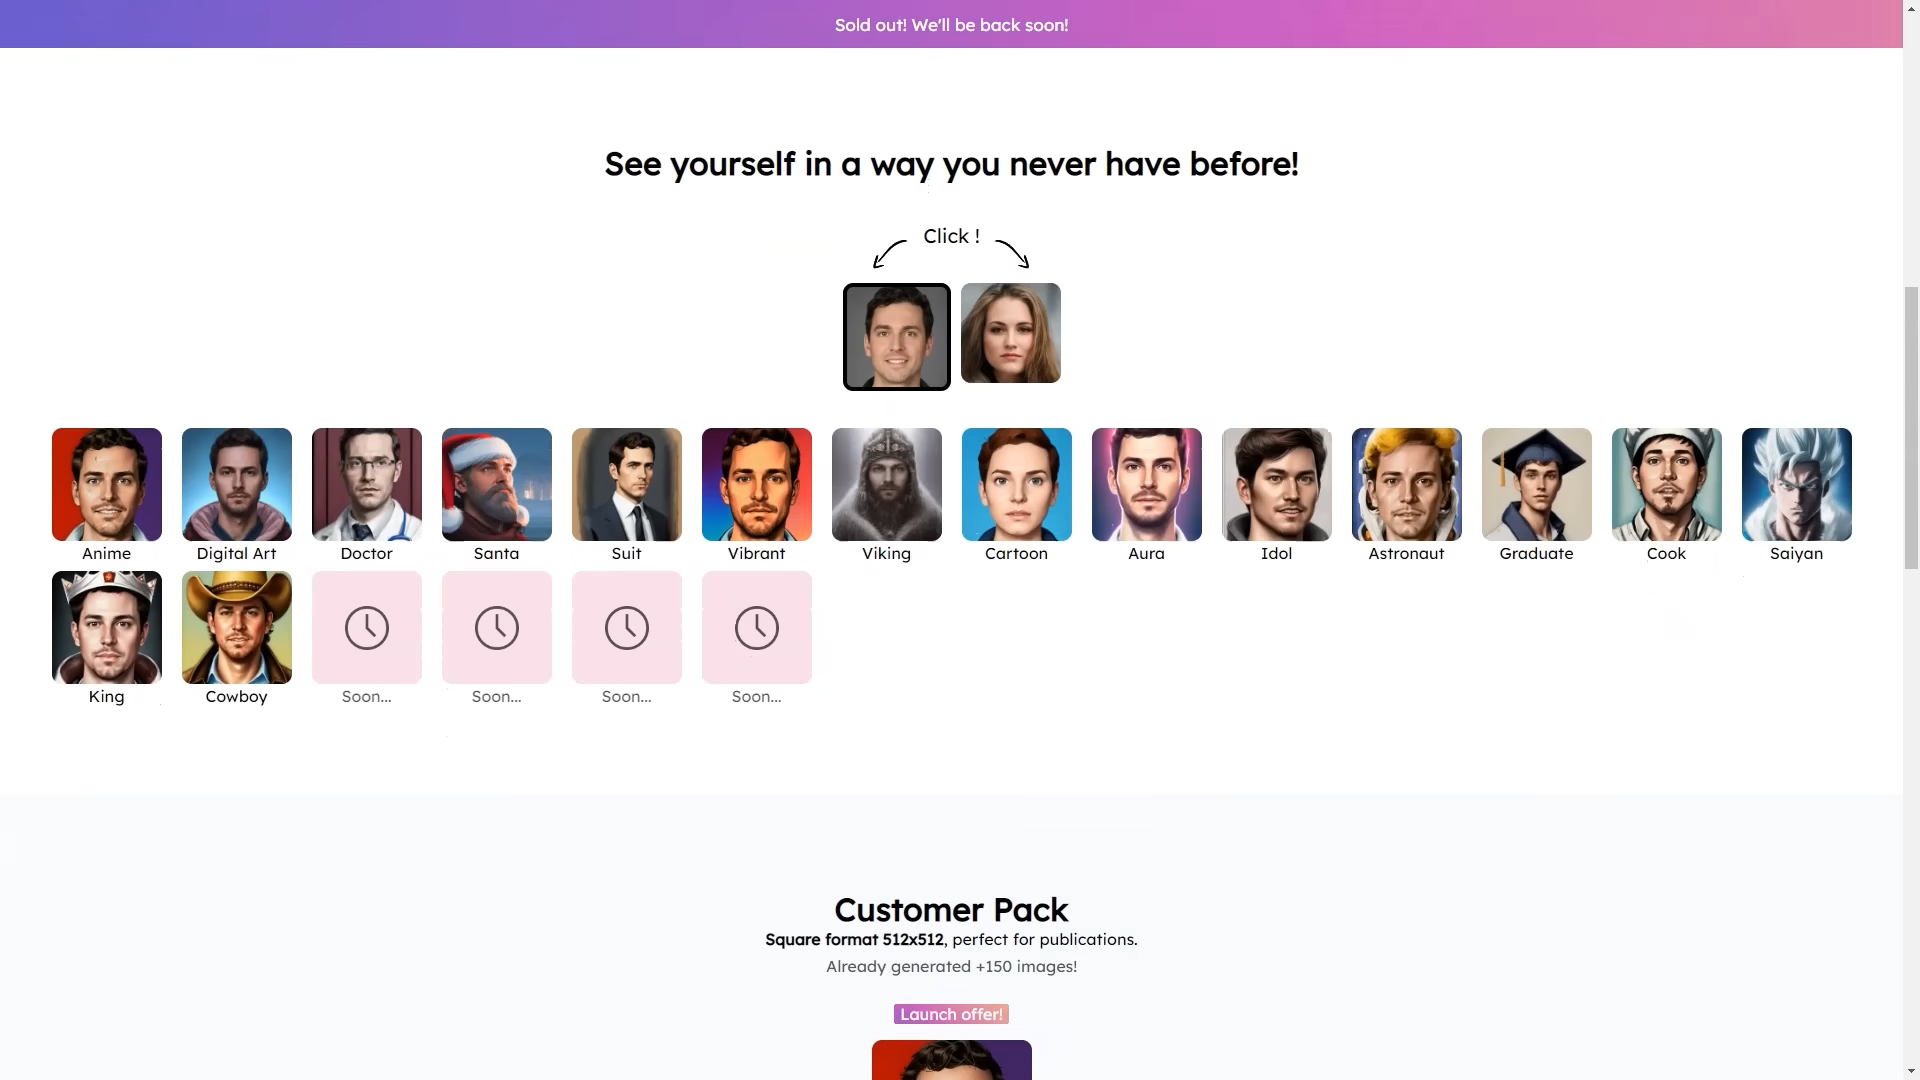 Sold out! We'll be back soon!
See yourself in a way you never have before!
Click !
Anime Digital Art Doctor Santa Suit Vibrant Viking Cartoon Aura Idol Astronaut Graduate Cook Saiyan
King Cowboy Soon... Soon... Soon... Soon...
Customer Pack
Square format 512x512, perfect for publications.
Already generated +150 images!
Launch offer!